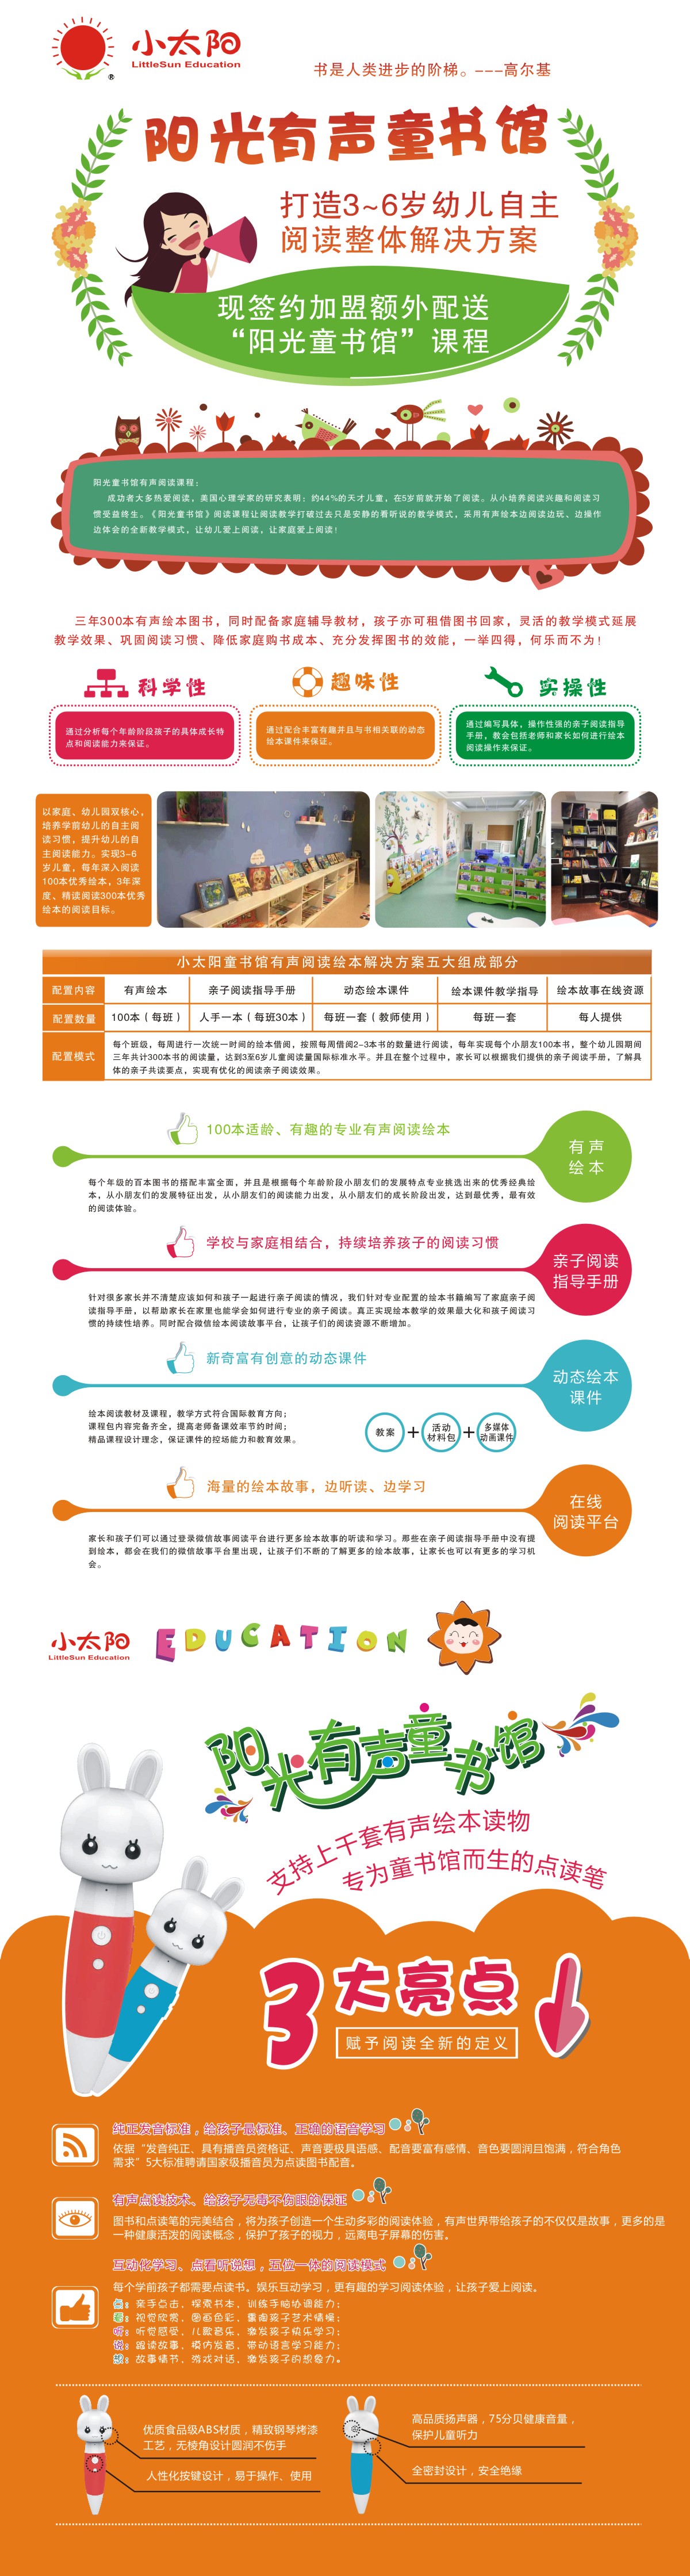 小太阳
LittleSun Education
®
书是人类进步的阶梯。---高尔基
阳光有声童书馆
打造3~6岁幼儿自主
阅读整体解决方案
现签约加盟额外配送
“阳光童书馆”课程
阳光童书馆有声阅读课程：
成功者大多热爱阅读，美国心理学家的研究表明：约44%的天才儿童，在5岁前就开始了阅读。从小培养阅读兴趣和阅读习
惯受益终生。《阳光童书馆》阅读课程让阅读教学打破过去只是安静的看听说的教学模式，采用有声绘本边阅读边玩、边操作
边体会的全新教学模式，让幼儿爱上阅读，让家庭爱上阅读！
三年300本有声绘本图书，同时配备家庭辅导教材，孩子亦可租借图书回家，灵活的教学模式延展
教学效果、巩固阅读习惯、降低家庭购书成本、充分发挥图书的效能，一举四得，何乐而不为！
科学性
趣味性
实操性
通过分析每个年龄阶段孩子的具体成长特
点和阅读能力来保证。
通过配合丰富有趣并且与书相关联的动态
绘本课件来保证。
通过编写具体，操作性强的亲子阅读指导
手册，教会包括老师和家长如何进行绘本
阅读操作来保证。
以家庭、幼儿园双核心，
培养学前幼儿的自主阅
读习惯，提升幼儿的自
主阅读能力。实现3-6
岁儿童，每年深入阅读
100本优秀绘本，3年深
度、精读阅读300本优秀
绘本的阅读目标。
小太阳童书馆有声阅读绘本解决方案五大组成部分
配置内容 有声绘本 亲子阅读指导手册 动态绘本课件 绘本课件教学指导 绘本故事在线资源
配置数量 100本（每班） 人手一本（每班30本） 每班一套（教师使用） 每班一套 每人提供
配置模式
每个班级，每周进行一次统一时间的绘本借阅，按照每周借阅2-3本书的数量进行阅读，每年实现每个小朋友100本书，整个幼儿园期间
三年共计300本书的阅读量，达到3至6岁儿童阅读量国际标准水平。并且在整个过程中，家长可以根据我们提供的亲子阅读手册，了解具
体的亲子共读要点，实现有优化的阅读亲子阅读效果。
100本适龄、有趣的专业有声阅读绘本
有声
绘本
每个年级的百本图书的搭配丰富全面，并且是根据每个年龄阶段小朋友们的发展特点专业挑选出来的优秀经典绘
本，从小朋友们的发展特征出发，从小朋友们的阅读能力出发，从小朋友们的成长阶段出发，达到最优秀，最有效
的阅读体验。
学校与家庭相结合，持续培养孩子的阅读习惯
亲子阅读
指导手册
针对很多家长并不清楚应该如何和孩子一起进行亲子阅读的情况，我们针对专业配置的绘本书籍编写了家庭亲子阅
读指导手册，以帮助家长在家里也能学会如何进行专业的亲子阅读。真正实现绘本教学的效果最大化和孩子阅读习
惯的持续性培养。同时配合微信绘本阅读故事平台，让孩子们的阅读资源不断增加。
新奇富有创意的动态课件
动态绘本
课件
绘本阅读教材及课程，教学方式符合国际教育方向；
课程包内容完备齐全，提高老师备课效率节约时间；
精品课程设计理念，保证课件的控场能力和教育效果。
教案 + 活动材料包 + 多媒体动画课件
海量的绘本故事，边听读、边学习
在线
阅读平台
家长和孩子们可以通过登录微信故事阅读平台进行更多绘本故事的听读和学习。那些在亲子阅读指导手册中没有提
到绘本，都会在我们的微信故事平台里出现，让孩子们不断的了解更多的绘本故事，让家长也可以有更多的学习机
会。
小太阳
LittleSun Education
EDUCATION
阳光有声童书馆
支持上千套有声绘本读物
专为童书馆而生的点读笔
3大亮点
赋予阅读全新的定义
纯正发音标准，给孩子最标准、正确的语音学习
依据“发音纯正、具有播音员资格证、声音要极具语感、配音要富有感情、音色要圆润且饱满，符合角色
需求”5大标准聘请国家级播音员为点读图书配音。
有声点读技术、给孩子无毒不伤眼的保证
图书和点读笔的完美结合，将为孩子创造一个生动多彩的阅读体验，有声世界带给孩子的不仅仅是故事，更多的是
一种健康活泼的阅读概念，保护了孩子的视力，远离电子屏幕的伤害。
互动化学习、点看听说想，五位一体的阅读模式
每个学前孩子都需要点读书。娱乐互动学习，更有趣的学习阅读体验，让孩子爱上阅读。
点：亲手点击、探索书本，训练手脑协调能力；
看：视觉欣赏，图画色彩，熏陶孩子艺术情操；
听：听觉感受，儿歌音乐，激发孩子快乐学习；
说：跟读故事、模仿发音、带动语言学习能力；
想：故事情节，游戏对话，激发孩子的想象力。
优质食品级ABS材质，精致钢琴烤漆
工艺，无棱角设计圆润不伤手
人性化按键设计，易于操作、使用
高品质扬声器，75分贝健康音量，
保护儿童听力
全密封设计，安全绝缘